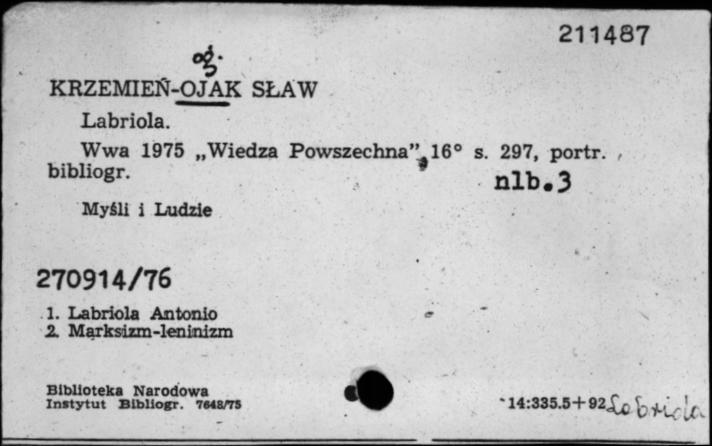 211487
og.
KRZEMIEŃ-OJAK SŁAW
Labriola.
Wwa 1975 „Wiedza Powszechna”, 16° s. 297, portr.,
bibliogr.
nlb.3
Myśli i Ludzie
270914/76
1. Labriola Antonio
2. Marksizm-leninizm
Biblioteka Narodowa
Instytut Bibliogr. 7648/75
14:335.5+92 Labriola